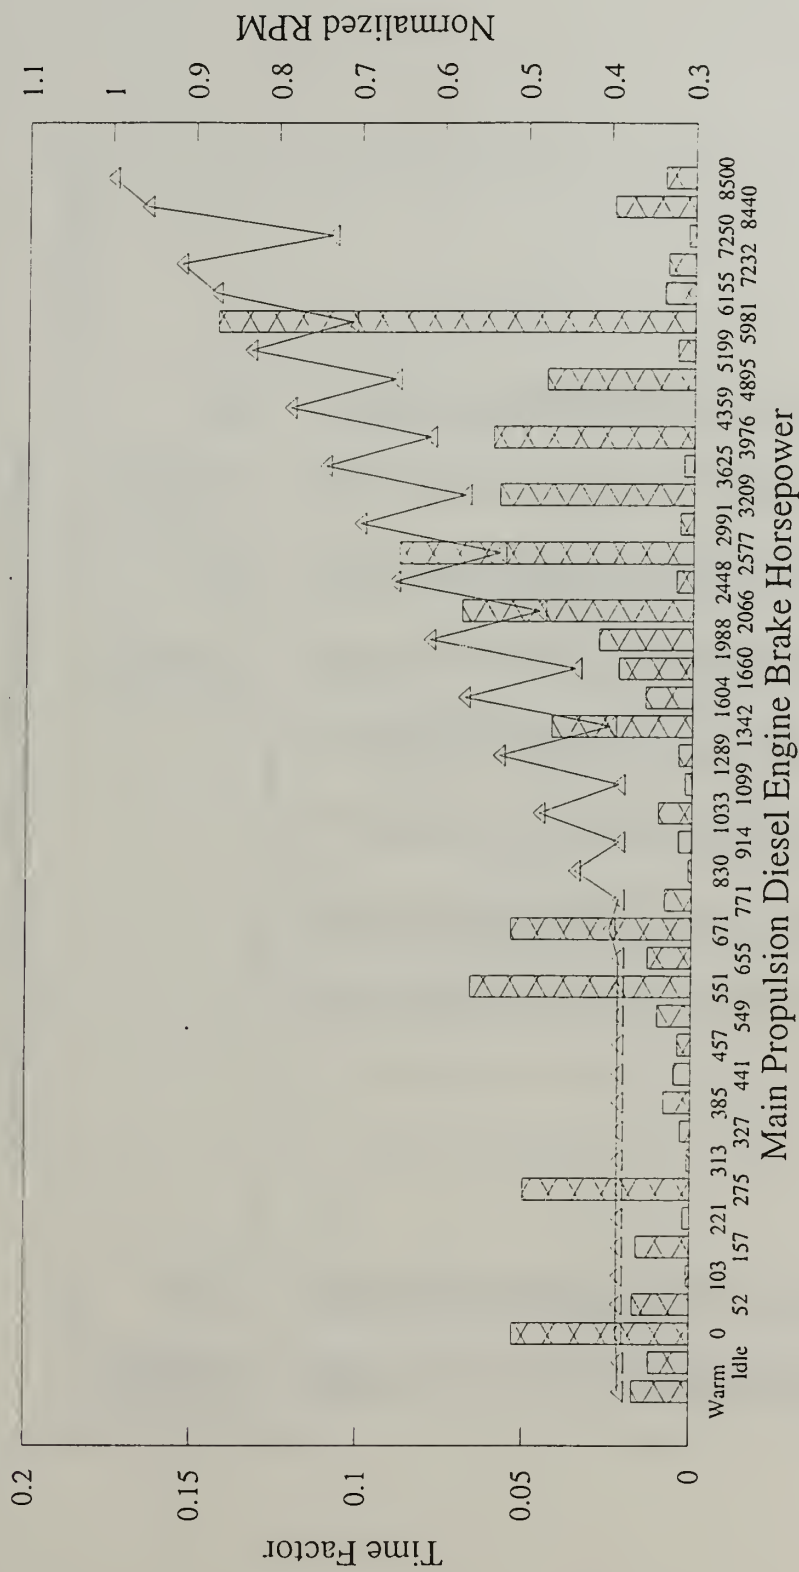 Time Factor
0.2
0.15
0.1
0.05
0
Normalized RPM
1.1
1
0.9
0.8
0.7
0.6
0.5
0.4
0.3
Warm 0 103 221 313 385 457 551 671 830 1033 1289 1604 1988 2448 2991 3625 4359 5199 6155 7250 8500
Idle 52 157 275 327 441 549 655 771 914 1099 1342 1660 2066 2577 3209 3976 4895 5981 7232 8440
Main Propulsion Diesel Engine Brake Horsepower